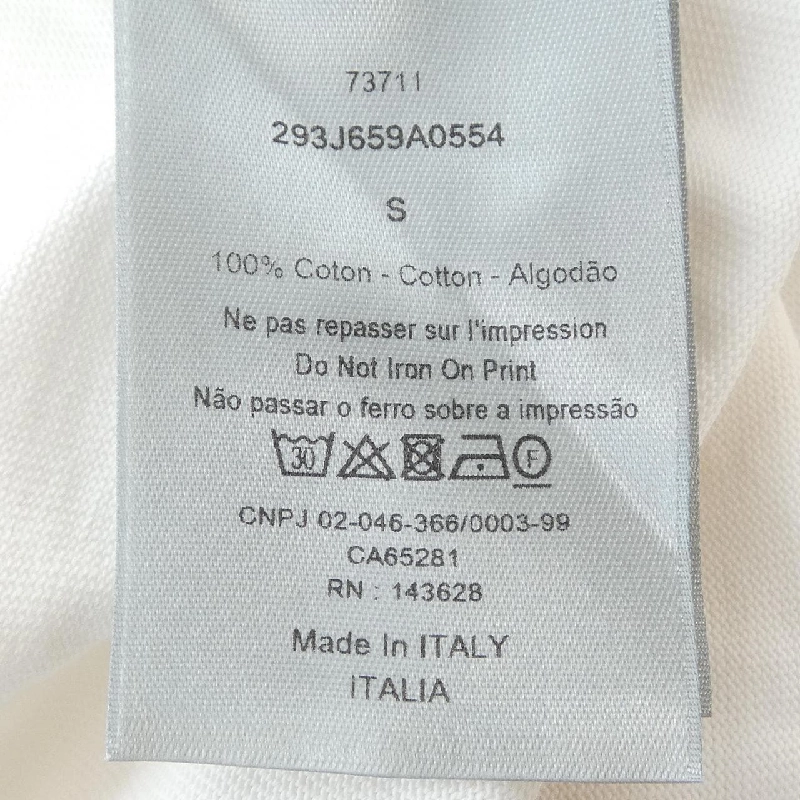 73711
293J659A0554
S
100% Coton - Cotton - Algodão
Ne pas repasser sur l'impression
Do Not Iron On Print
Não passar o ferro sobre a impressão
30 F
CNPJ 02-046-366/0003-99
CA65281
RN : 143628
Made In ITALY
ITALIA